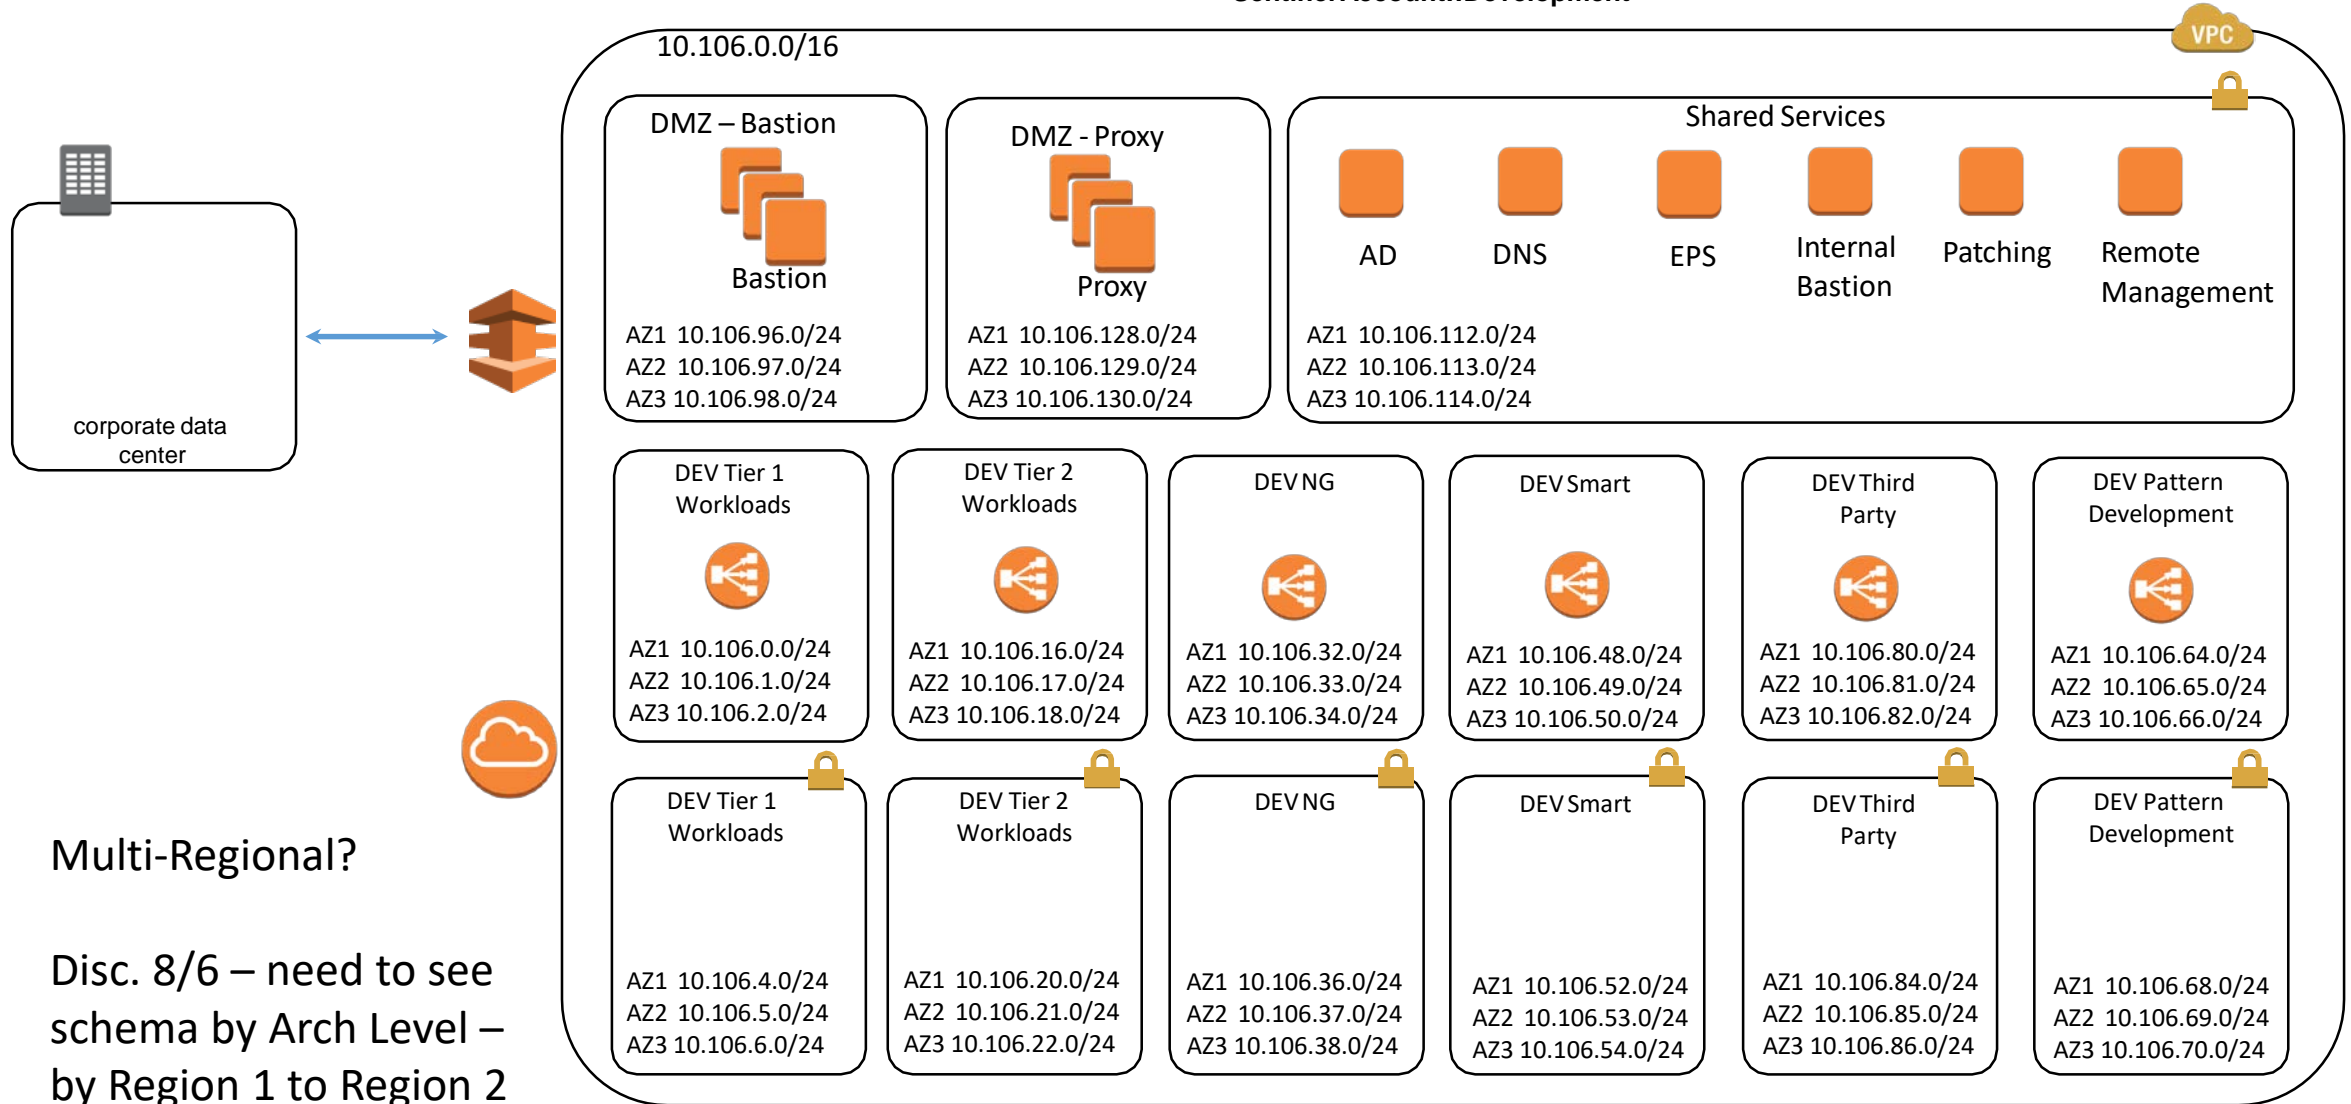 10.106.0.0/16
VPC
DMZ – Bastion
Bastion
AZ1 10.106.96.0/24
AZ2 10.106.97.0/24
AZ3 10.106.98.0/24
DMZ - Proxy
Proxy
AZ1 10.106.128.0/24
AZ2 10.106.129.0/24
AZ3 10.106.130.0/24
Shared Services
AD
DNS
EPS
Internal
Bastion
Patching
Remote
Management
AZ1 10.106.112.0/24
AZ2 10.106.113.0/24
AZ3 10.106.114.0/24
corporate data
center
DEV Tier 1
Workloads
AZ1 10.106.0.0/24
AZ2 10.106.1.0/24
AZ3 10.106.2.0/24
DEV Tier 2
Workloads
AZ1 10.106.16.0/24
AZ2 10.106.17.0/24
AZ3 10.106.18.0/24
DEV NG
AZ1 10.106.32.0/24
AZ2 10.106.33.0/24
AZ3 10.106.34.0/24
DEV Smart
AZ1 10.106.48.0/24
AZ2 10.106.49.0/24
AZ3 10.106.50.0/24
DEV Third
Party
AZ1 10.106.80.0/24
AZ2 10.106.81.0/24
AZ3 10.106.82.0/24
DEV Pattern
Development
AZ1 10.106.64.0/24
AZ2 10.106.65.0/24
AZ3 10.106.66.0/24
DEV Tier 1
Workloads
AZ1 10.106.4.0/24
AZ2 10.106.5.0/24
AZ3 10.106.6.0/24
DEV Tier 2
Workloads
AZ1 10.106.20.0/24
AZ2 10.106.21.0/24
AZ3 10.106.22.0/24
DEV NG
AZ1 10.106.36.0/24
AZ2 10.106.37.0/24
AZ3 10.106.38.0/24
DEV Smart
AZ1 10.106.52.0/24
AZ2 10.106.53.0/24
AZ3 10.106.54.0/24
DEV Third
Party
AZ1 10.106.84.0/24
AZ2 10.106.85.0/24
AZ3 10.106.86.0/24
DEV Pattern
Development
AZ1 10.106.68.0/24
AZ2 10.106.69.0/24
AZ3 10.106.70.0/24
Multi-Regional?
Disc. 8/6 – need to see
schema by Arch Level –
by Region 1 to Region 2